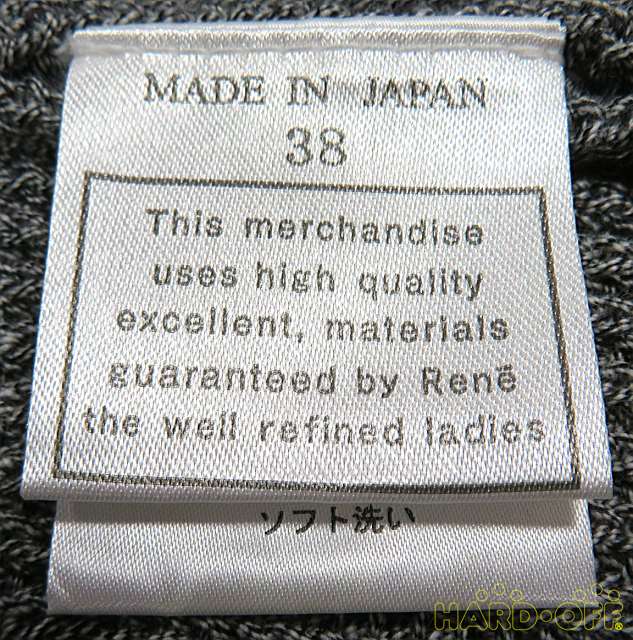 MADE IN JAPAN
38
This merchandise
uses high quality
excellent, materials
guaranteed by Renē
the well refined ladies
ソフト洗い
HARD·OFF®